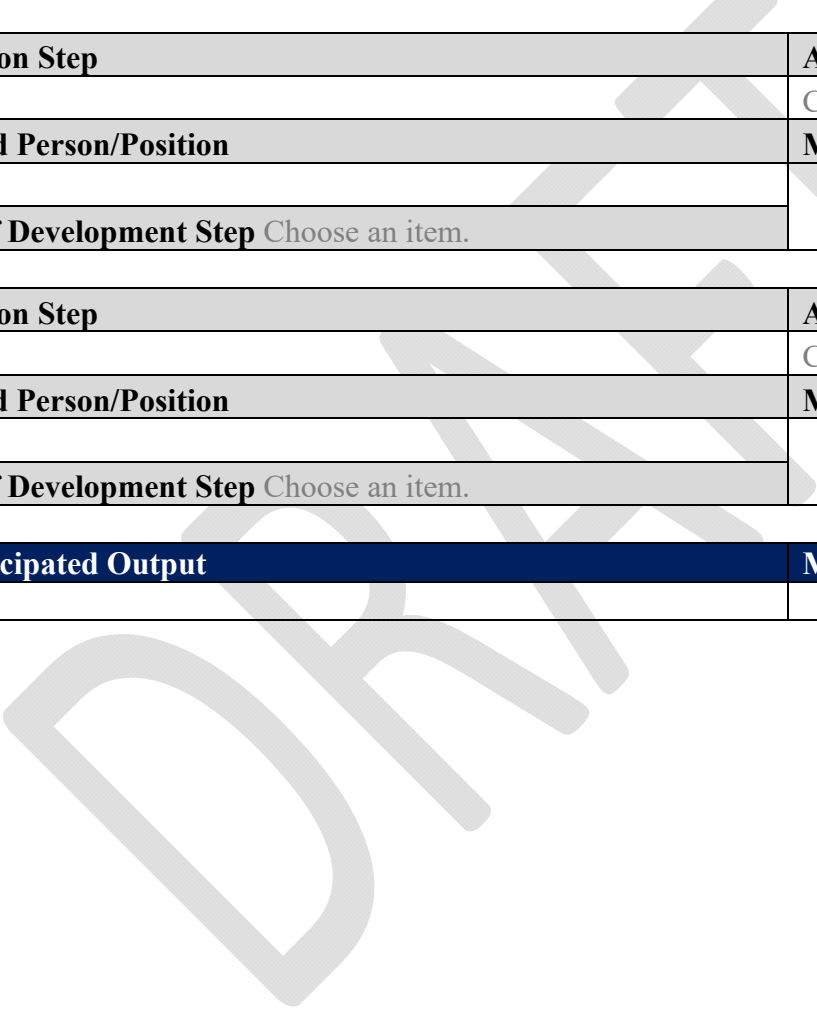 on Step A
C
d Person/Position M
f Development Step Choose an item.
on Step A
C
d Person/Position M
f Development Step Choose an item.
cipated Output M
DRAFT